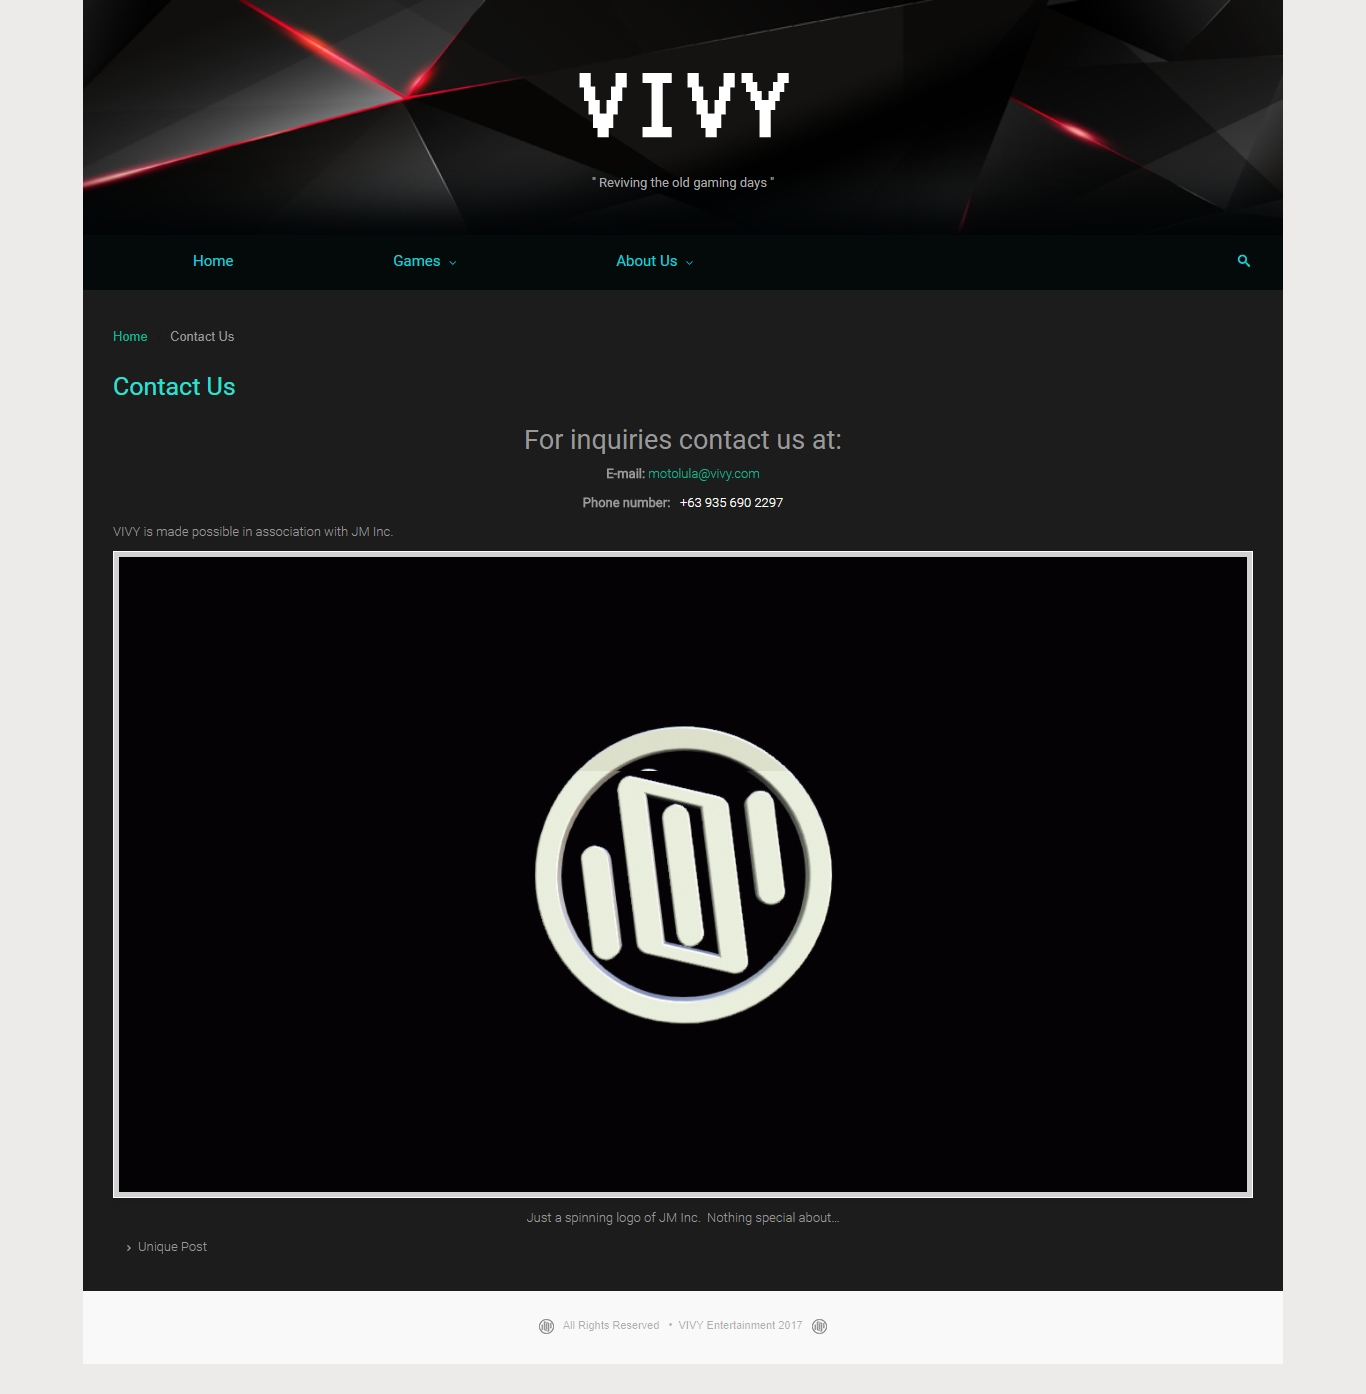 VIVY
" Reviving the old gaming days "
Home Games About Us
Home Contact Us
Contact Us
For inquiries contact us at:
E-mail: motolula@vivy.com
Phone number: +63 935 690 2297
VIVY is made possible in association with JM Inc.
Just a spinning logo of JM Inc. Nothing special about...
Unique Post
All Rights Reserved • VIVY Entertainment 2017